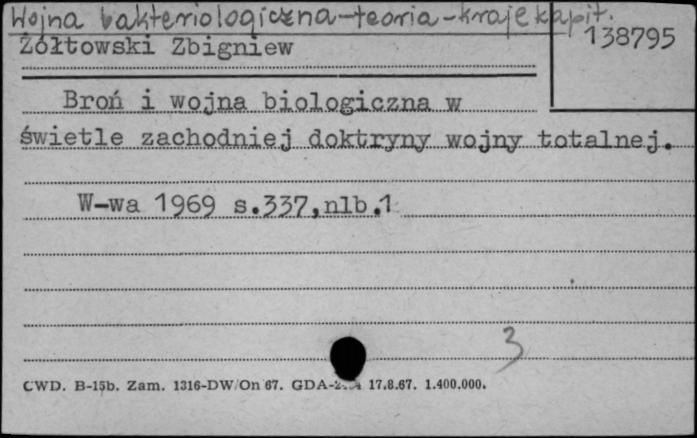 Wojna bakteriologiczna-teoria-kraje kapit.
138795
Żółtowski Zbigniew
Broń i wojna biologiczna w
świetle zachodniej doktryny wojny totalnej.
W-wa 1969 s.337,nlb.1
3
CWD. B-15b. Zam. 1316-DW/On 67. 17.8.67. 1.400.000.